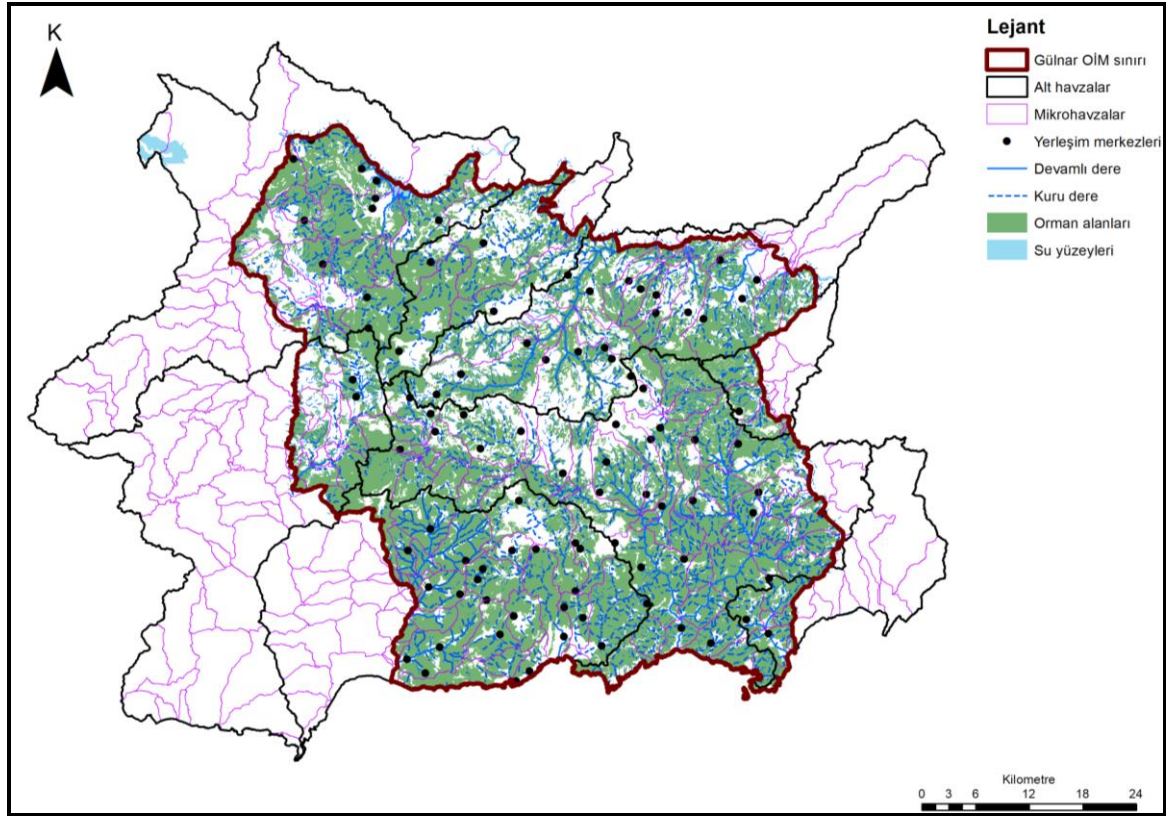 K
Lejant
Gülnar OİM sınırı
Alt havzalar
Mikrohavzalar
Yerleşim merkezleri
Devamlı dere
Kuru dere
Orman alanları
Su yüzeyleri
Kilometre
0 3 6 12 18 24